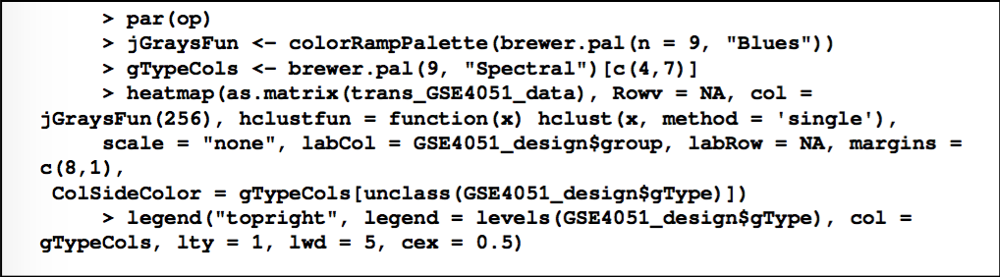 > par(op)
> jGraysFun <- colorRampPalette(brewer.pal(n = 9, "Blues"))
> gTypeCols <- brewer.pal(9, "Spectral")[c(4,7)]
> heatmap(as.matrix(trans_GSE4051_data), Rowv = NA, col =
jGraysFun(256), hclustfun = function(x) hclust(x, method = 'single'),
scale = "none", labCol = GSE4051_design$group, labRow = NA, margins =
c(8,1),
ColSideColor = gTypeCols[unclass(GSE4051_design$gType)])
> legend("topright", legend = levels(GSE4051_design$gType), col =
gTypeCols, lty = 1, lwd = 5, cex = 0.5)